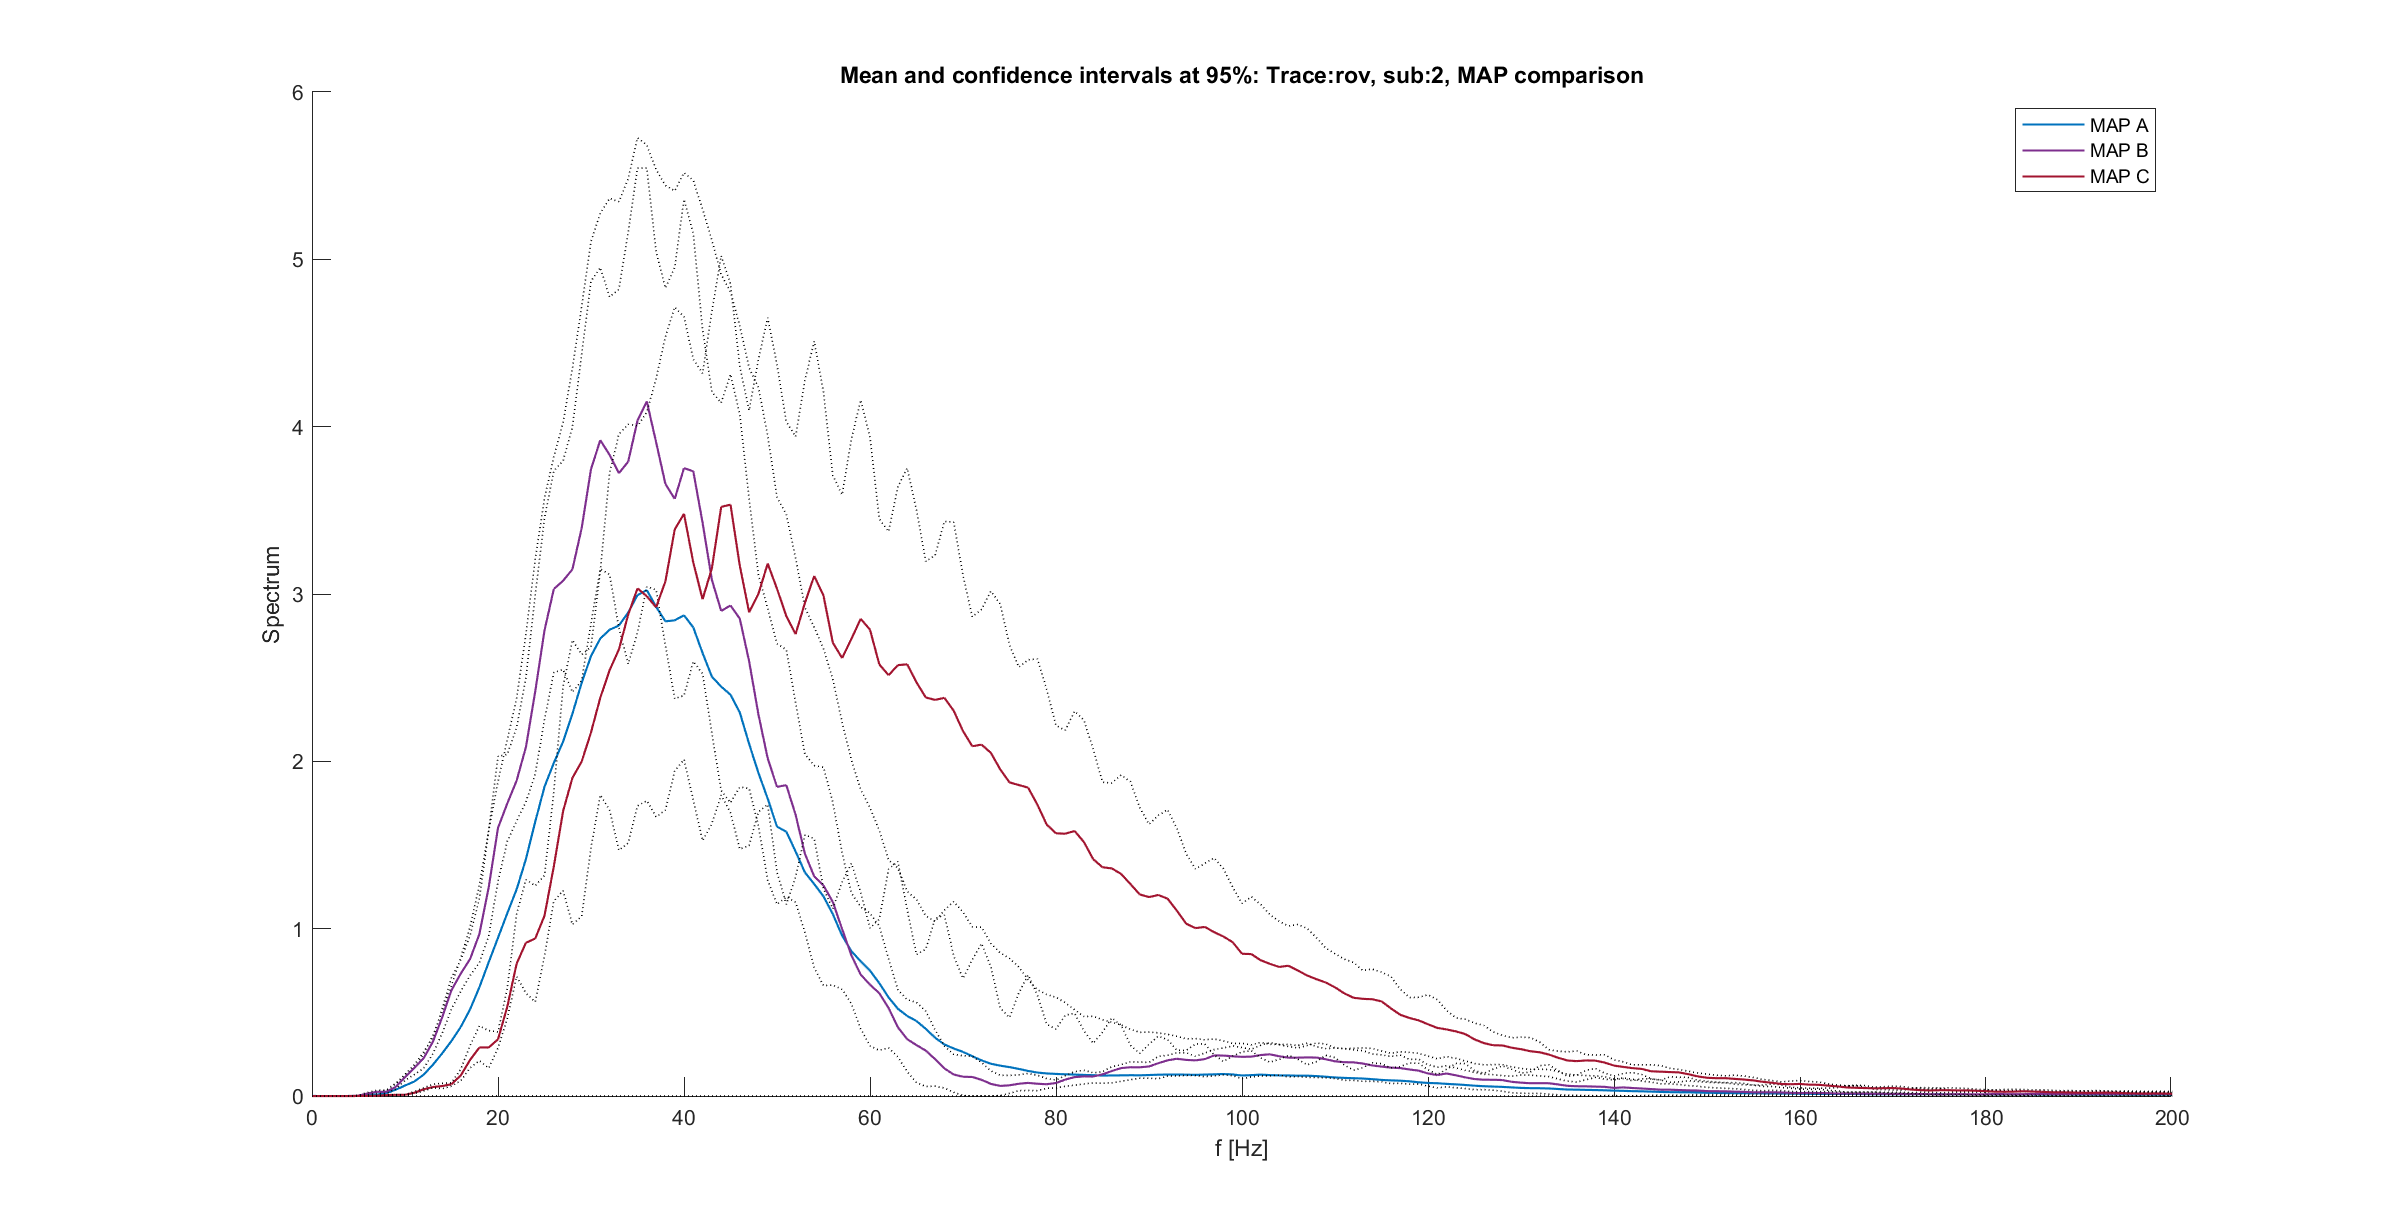 Mean and confidence intervals at 95%: Trace:rov, sub:2, MAP comparison
MAP A
MAP B
MAP C
6
5
4
3
2
1
0
Spectrum
0 20 40 60 80 100 120 140 160 180 200
f [Hz]